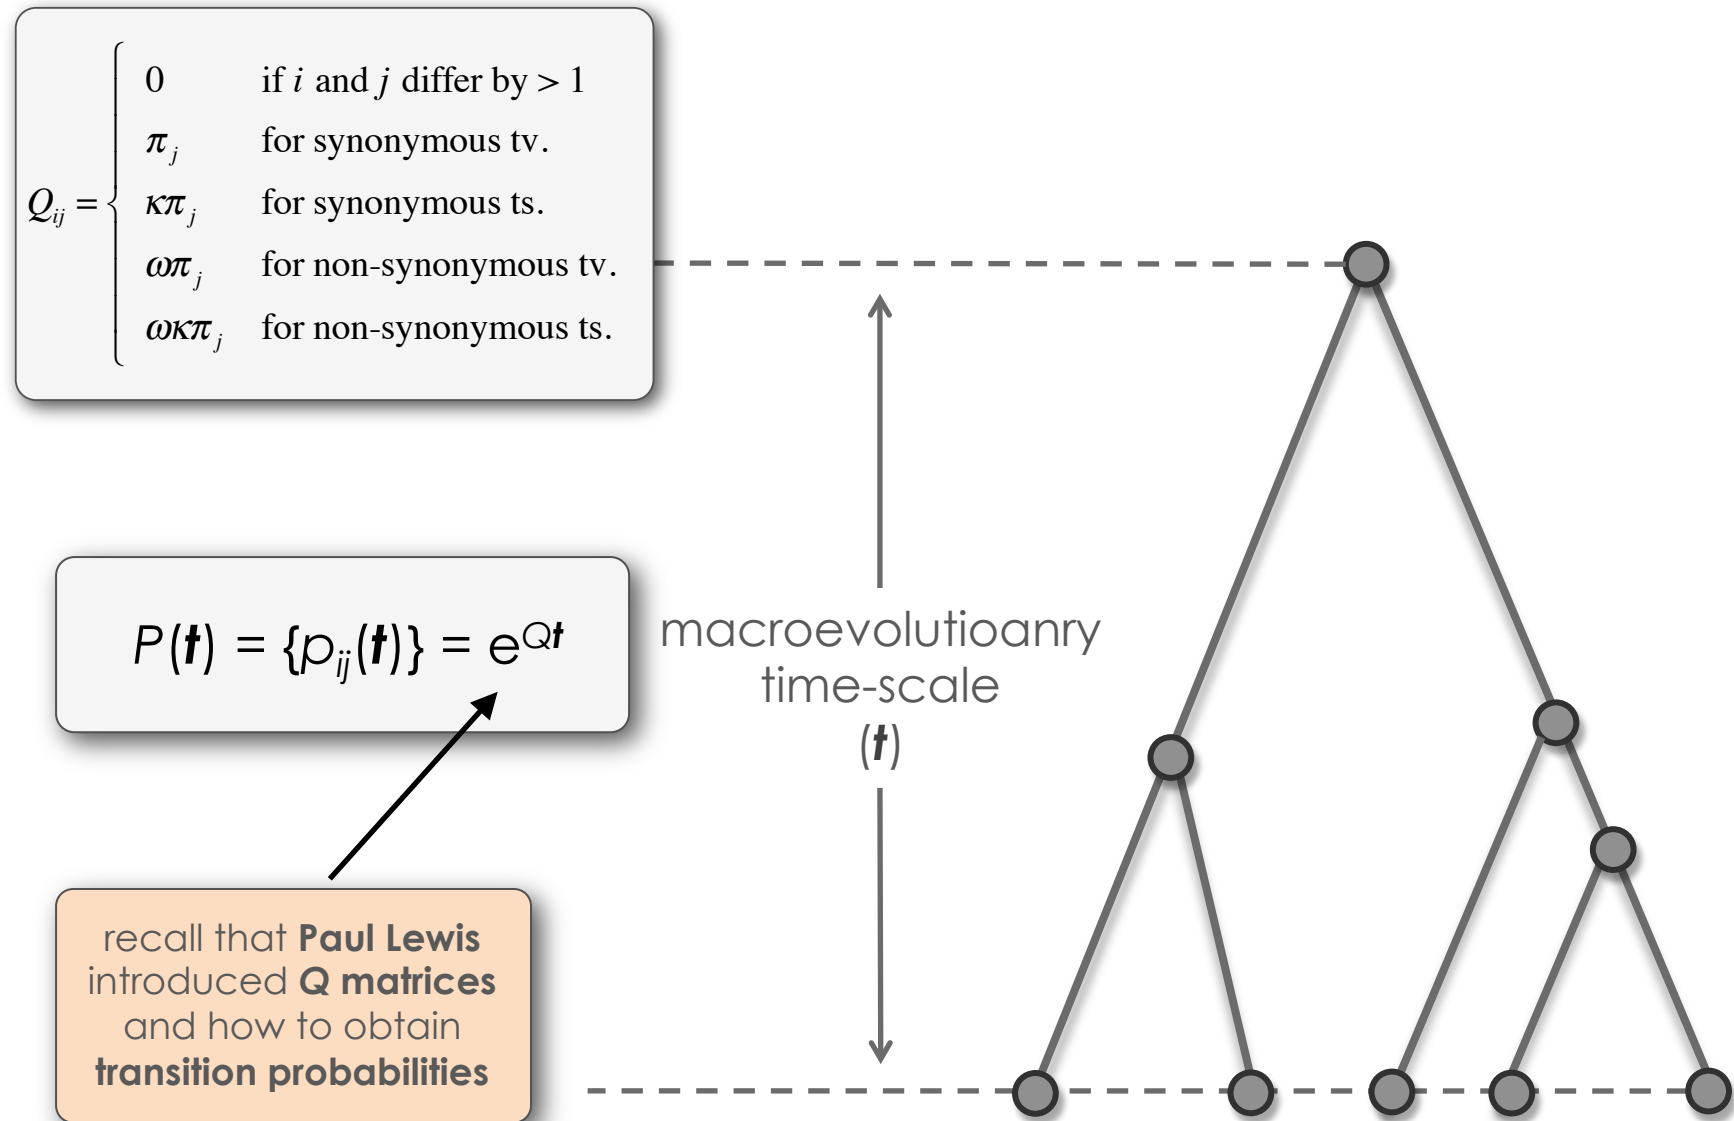 0 if i and j differ by > 1
π_j for synonymous tv.
Q_ij = { κπ_j for synonymous ts.
ωπ_j for non-synonymous tv.
ωκπ_j for non-synonymous ts.
P(t) = {p_ij(t)} = e^Qt
macroevolutioanry
time-scale
(t)
recall that Paul Lewis
introduced Q matrices
and how to obtain
transition probabilities